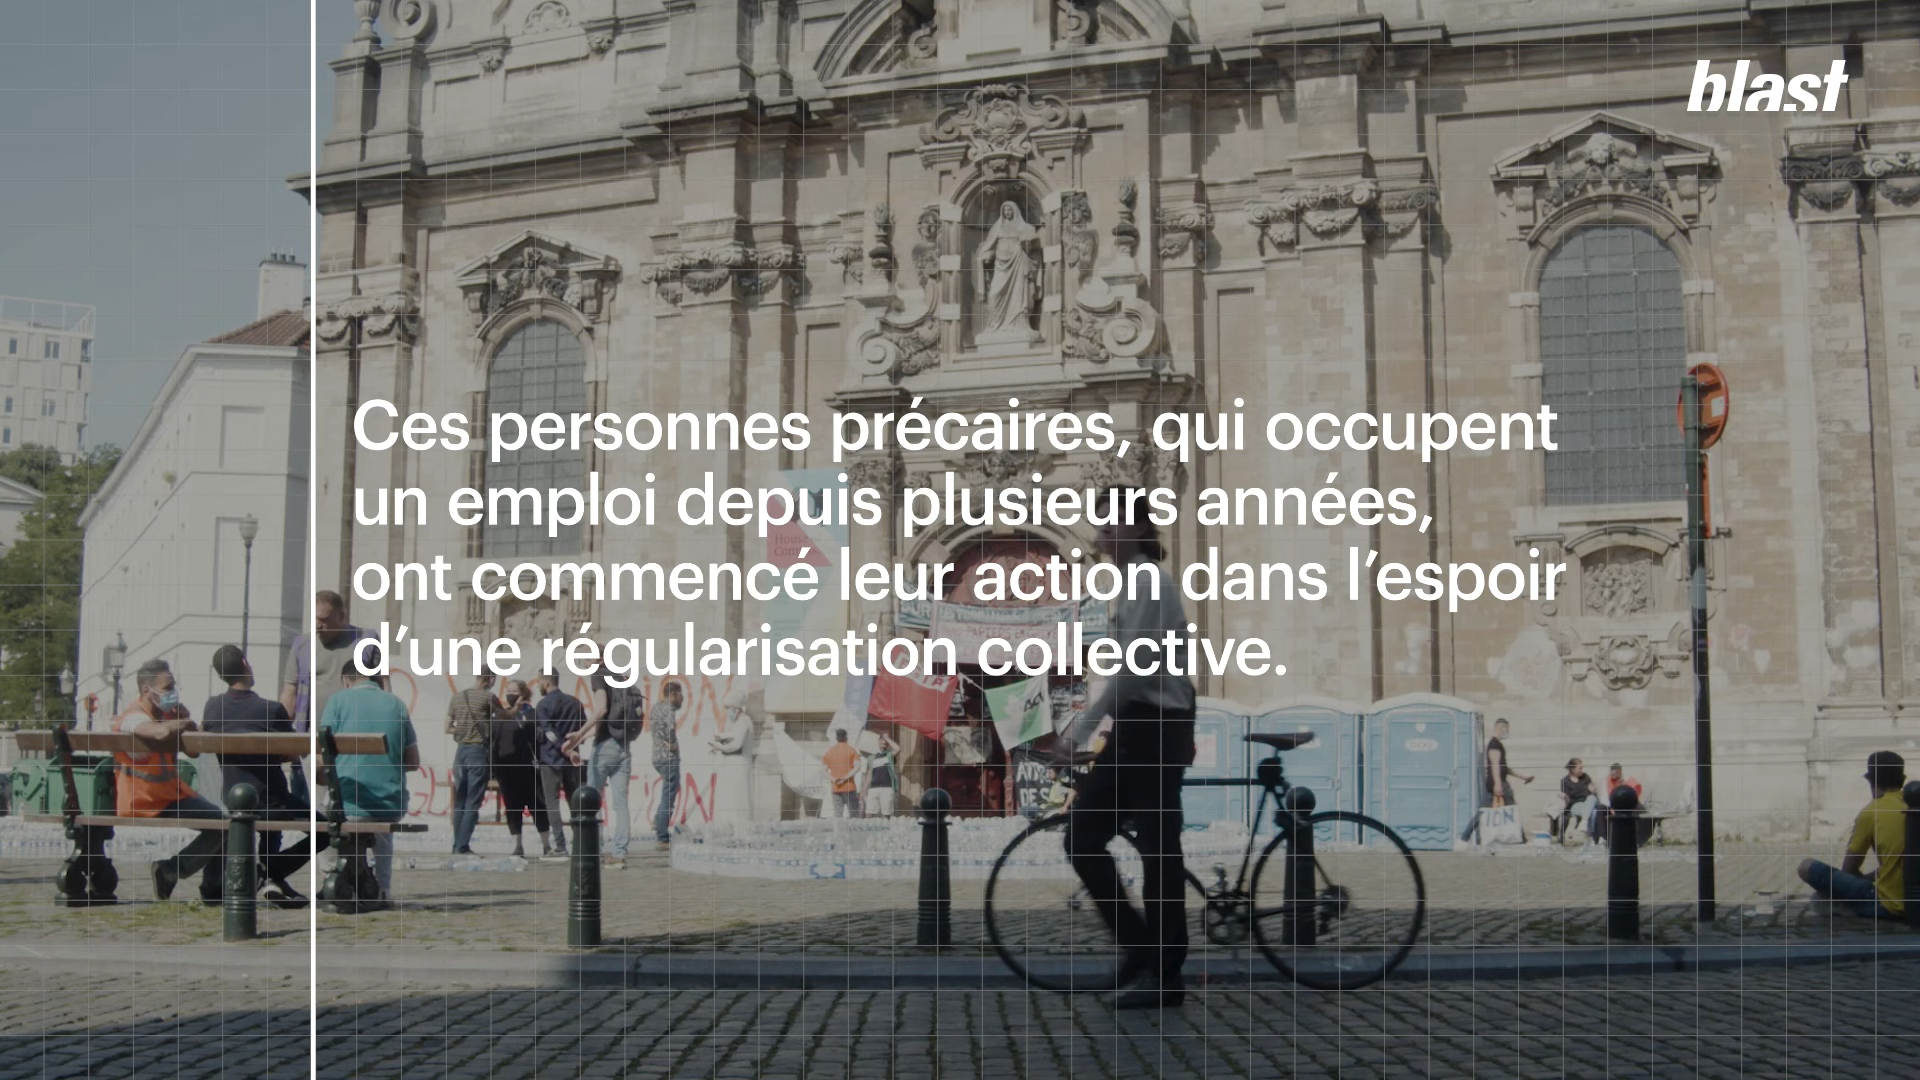 blast
Ces personnes précaires, qui occupent
un emploi depuis plusieurs années,
ont commencé leur action dans l’espoir
d’une régularisation collective.
House